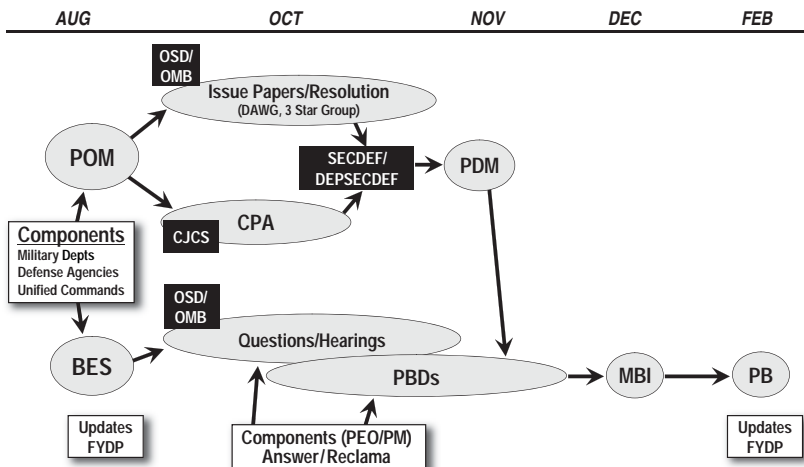 AUG OCT NOV DEC FEB
OSD/
OMB
Issue Papers/Resolution
(DAWG, 3 Star Group)
POM
SECDEF/
DEPSECDEF
PDM
CPA
CJCS
Components
Military Depts
Defense Agencies
Unified Commands
OSD/
OMB
Questions/Hearings
BES
PBDs
MBI
PB
Updates
FYDP
Components (PEO/PM)
Answer/Reclama
Updates
FYDP